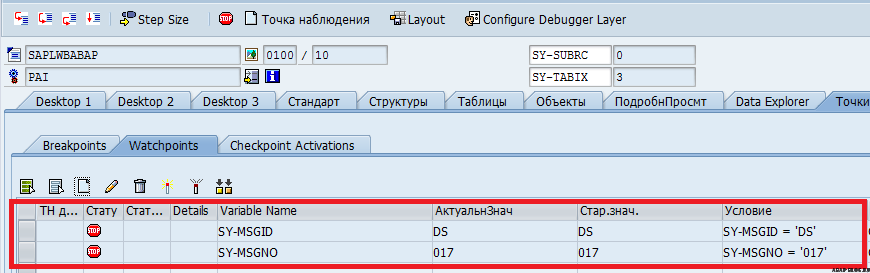 Step Size Точка наблюдения Layout Configure Debugger Layer
SAPLWBABAP 0100 / 10 SY-SUBRC 0
PAI SY-TABIX 3
Desktop 1 Desktop 2 Desktop 3 Стандарт Структуры Таблицы Объекты ПодробнПросмт Data Explorer Точки
Breakpoints Watchpoints Checkpoint Activations
ТН д... Стату Стат... Details Variable Name АктуальнЗнач Стар.знач. Условие
STOP SY-MSGID DS DS SY-MSGID = 'DS'
STOP SY-MSGNO 017 017 SY-MSGNO = '017'